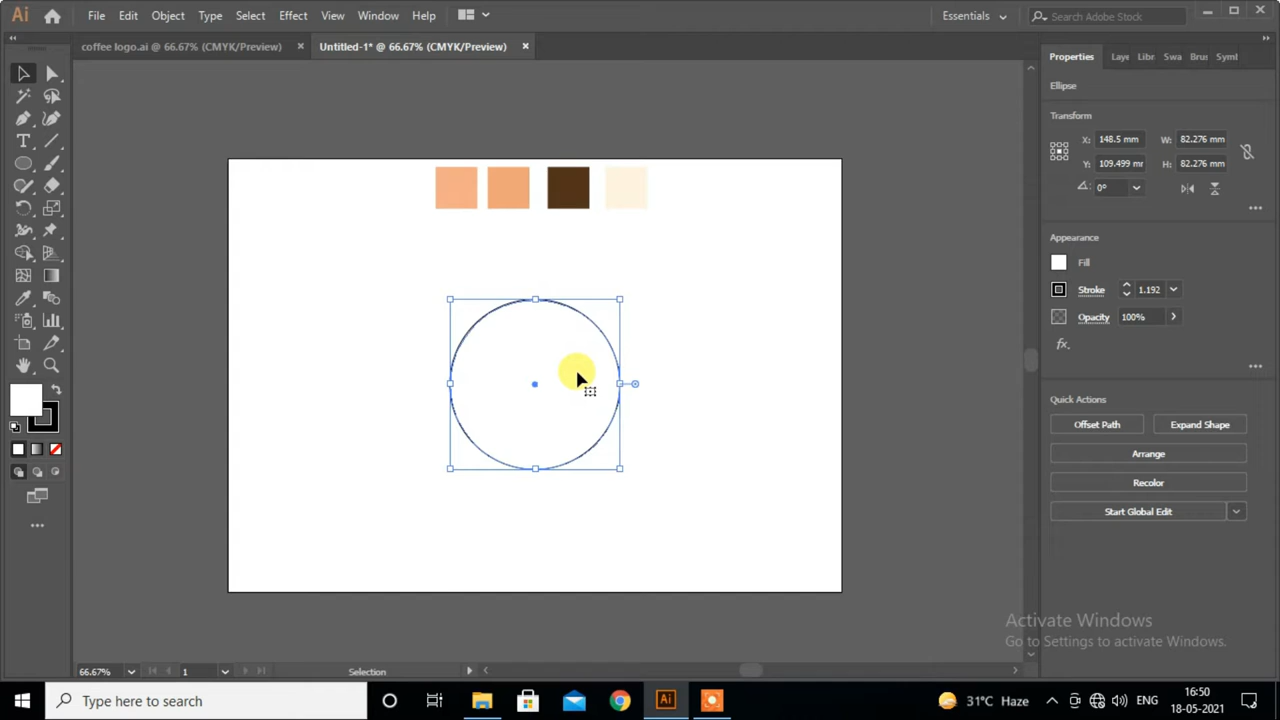 Ai File Edit Object Type Select Effect View Window Help Essentials Search Adobe Stock
coffee logo.ai @ 66.67% (CMYK/Preview) × Untitled-1* @ 66.67% (CMYK/Preview) ×
Properties Laye Libr Swa Brus Symb
Ellipse
Transform
X: 148.5 mm W: 82.276 mm
Y: 109.499 mr H: 82.276 mm
0°
Appearance
Fill
Stroke 1.192
Opacity 100%
fx.
Quick Actions
Offset Path Expand Shape
Arrange
Recolor
Start Global Edit
Activate Windows
Go to Settings to activate Windows.
66.67% 1 Selection
Type here to search Ai 31°C Haze ENG 16:50
18-05-2021